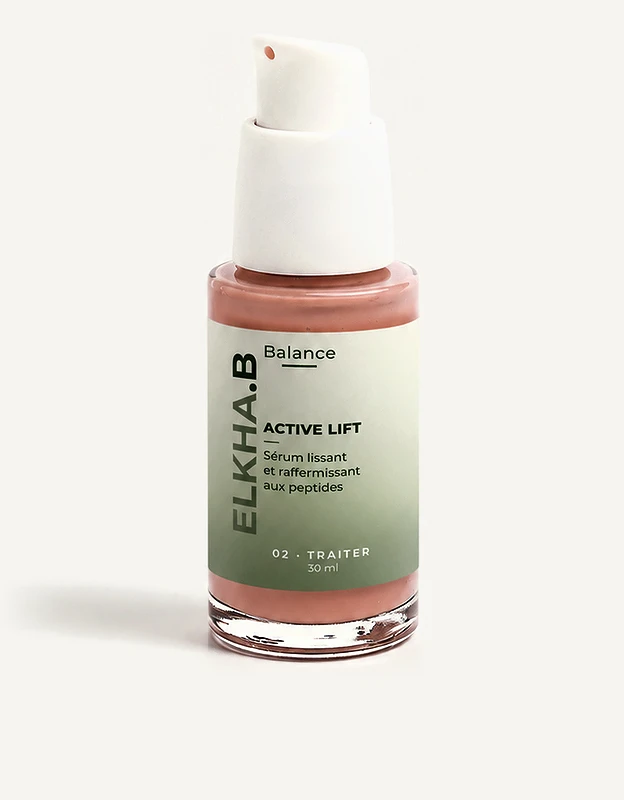 ELKHA.B
Balance
ACTIVE LIFT
Sérum lissant
et raffermissant
aux peptides
02 · TRAITER
30 ml